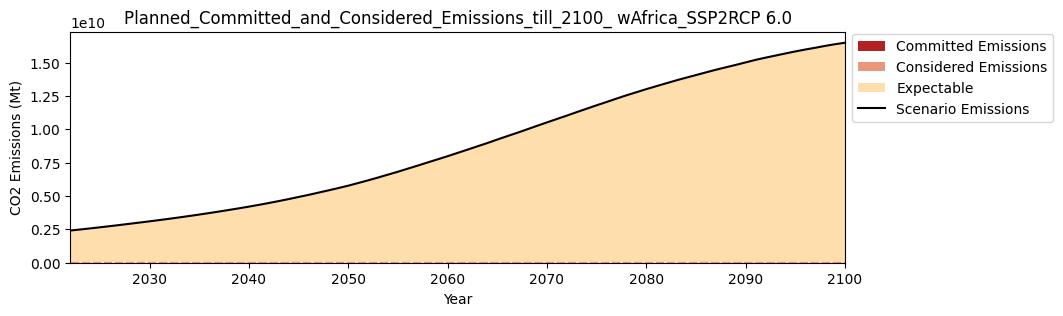 Planned_Committed_and_Considered_Emissions_till_2100_ wAfrica_SSP2RCP 6.0
1e10
CO2 Emissions (Mt)
1.50
1.25
1.00
0.75
0.50
0.25
0.00
2030 2040 2050 2060 2070 2080 2090 2100
Year
Committed Emissions
Considered Emissions
Expectable
Scenario Emissions